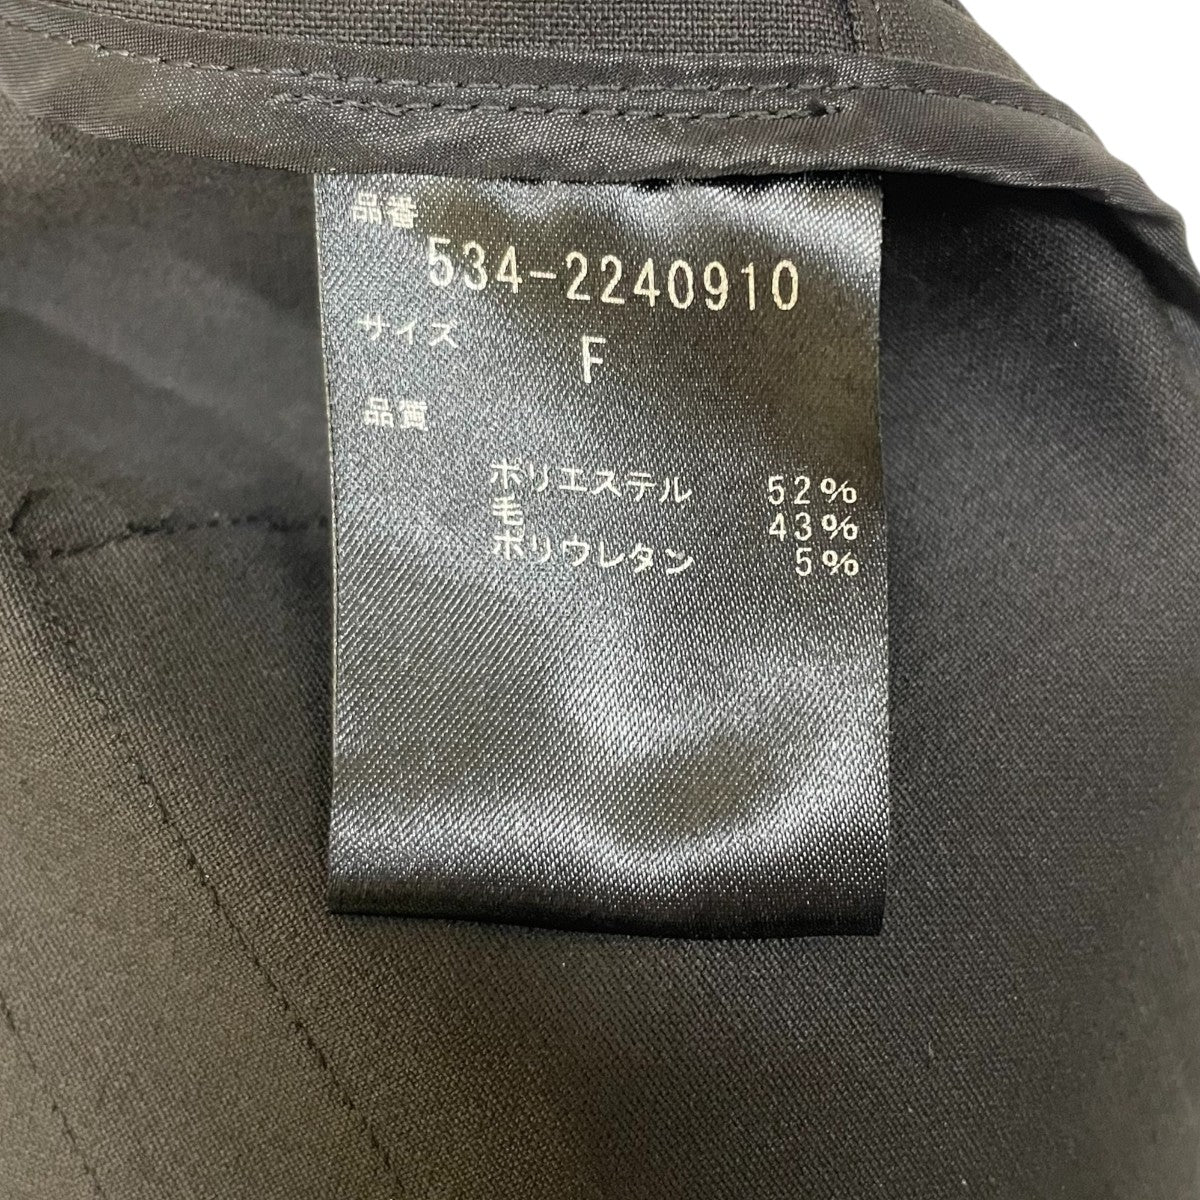 品番
534-2240910
サイズ
F
品質
ポリエステル 52%
毛 43%
ポリウレタン 5%